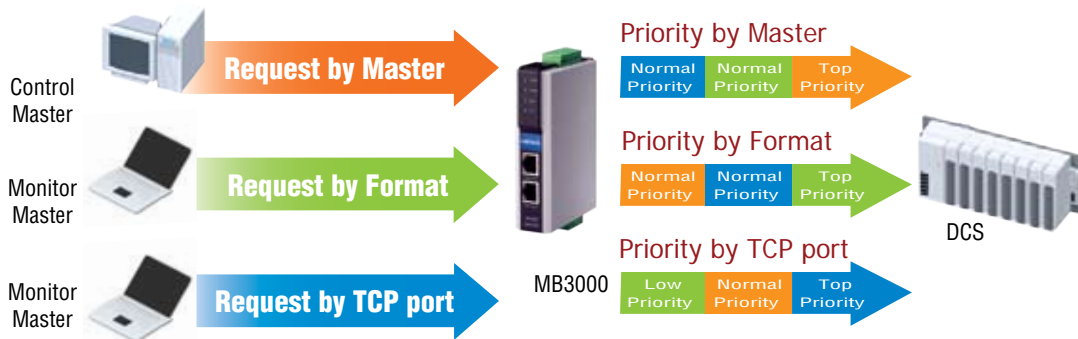 Control
Master
Request by Master
Priority by Master
Normal
Priority
Normal
Priority
Top
Priority
Monitor
Master
Request by Format
Priority by Format
Normal
Priority
Normal
Priority
Top
Priority
DCS
Monitor
Master
Request by TCP port
MB3000
Priority by TCP port
Low
Priority
Normal
Priority
Top
Priority